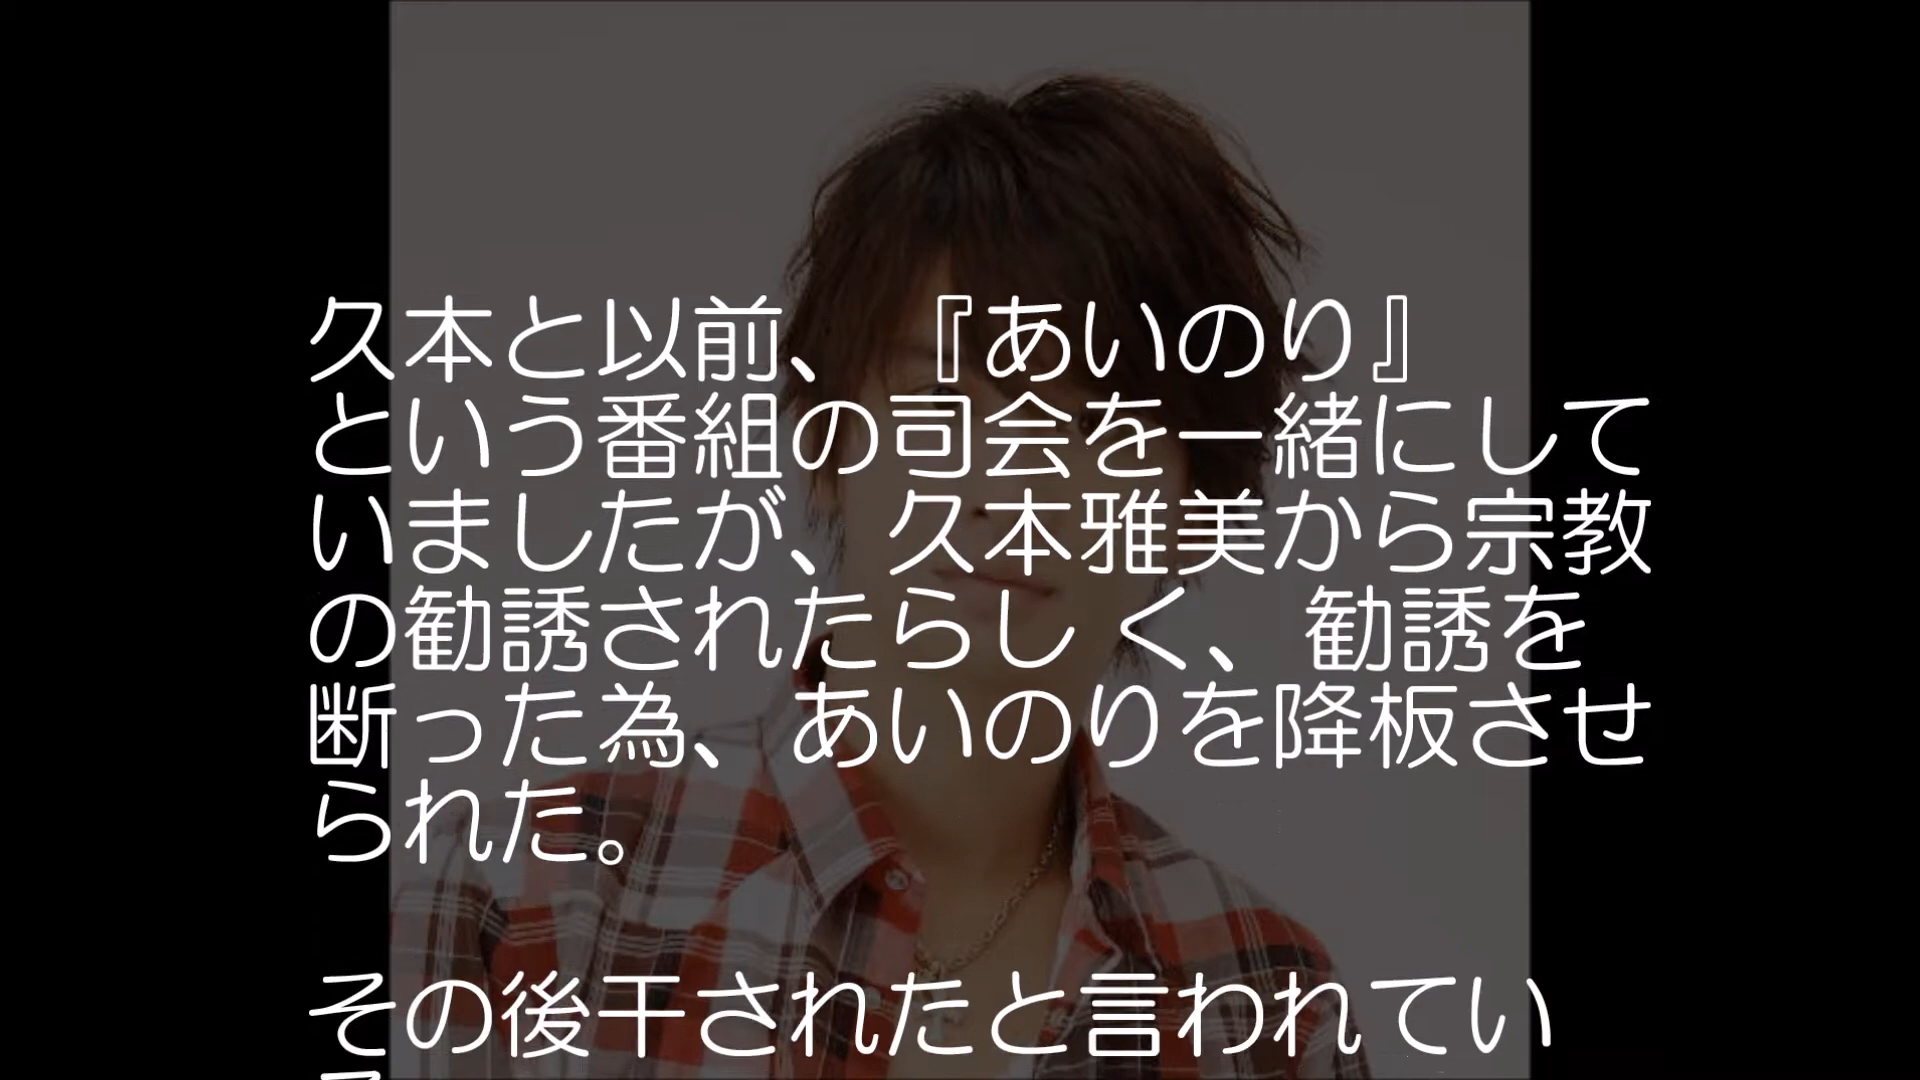 久本と以前、『あいのり』
という番組の司会を一緒にして
いましたが、久本雅美から宗教
の勧誘されたらし く、勧誘を
断った為、あいのりを降板させ
られた。
その後干されたと言われてい